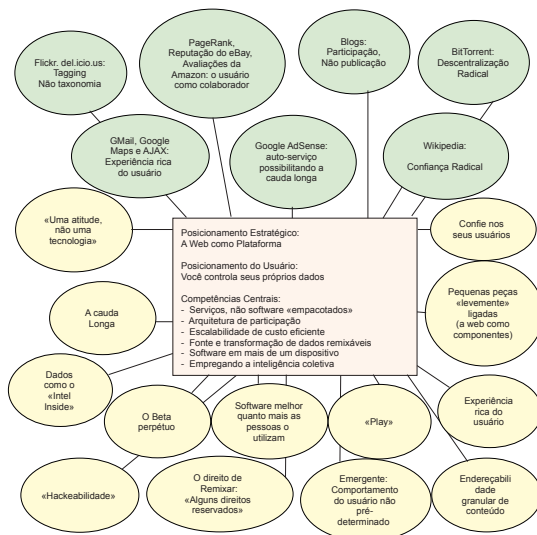 Flickr. del.icio.us:
Tagging
Não taxonomia
PageRank,
Reputação do eBay,
Avaliações da
Amazon: o usuário
como colaborador
Blogs:
Participação,
Não publicação
BitTorrent:
Descentralização
Radical
GMail, Google
Maps e AJAX:
Experiência rica
do usuário
Google AdSense:
auto-serviço
possibilitando a
cauda longa
Wikipedia:
Confiança Radical
«Uma atitude,
não uma
tecnologia»
Posicionamento Estratégico:
A Web como Plataforma
Posicionamento do Usuário:
Você controla seus próprios dados
Competências Centrais:
- Serviços, não software «empacotados»
- Arquitetura de participação
- Escalabilidade de custo eficiente
- Fonte e transformação de dados remixáveis
- Software em mais de um dispositivo
- Empregando a inteligência coletiva
Confie nos
seus usuários
A cauda
Longa
Pequenas peças
«levemente»
ligadas
(a web como
componentes)
Dados
como o
«Intel
Inside»
O Beta
perpétuo
Software melhor
quanto mais as
pessoas o
utilizam
«Play»
Experiência
rica do
usuário
«Hackeabilidade»
O direito de
Remixar:
«Alguns direitos
reservados»
Emergente:
Comportamento
do usuário não
pré-
determinado
Endereçabili
dade
granular de
conteúdo